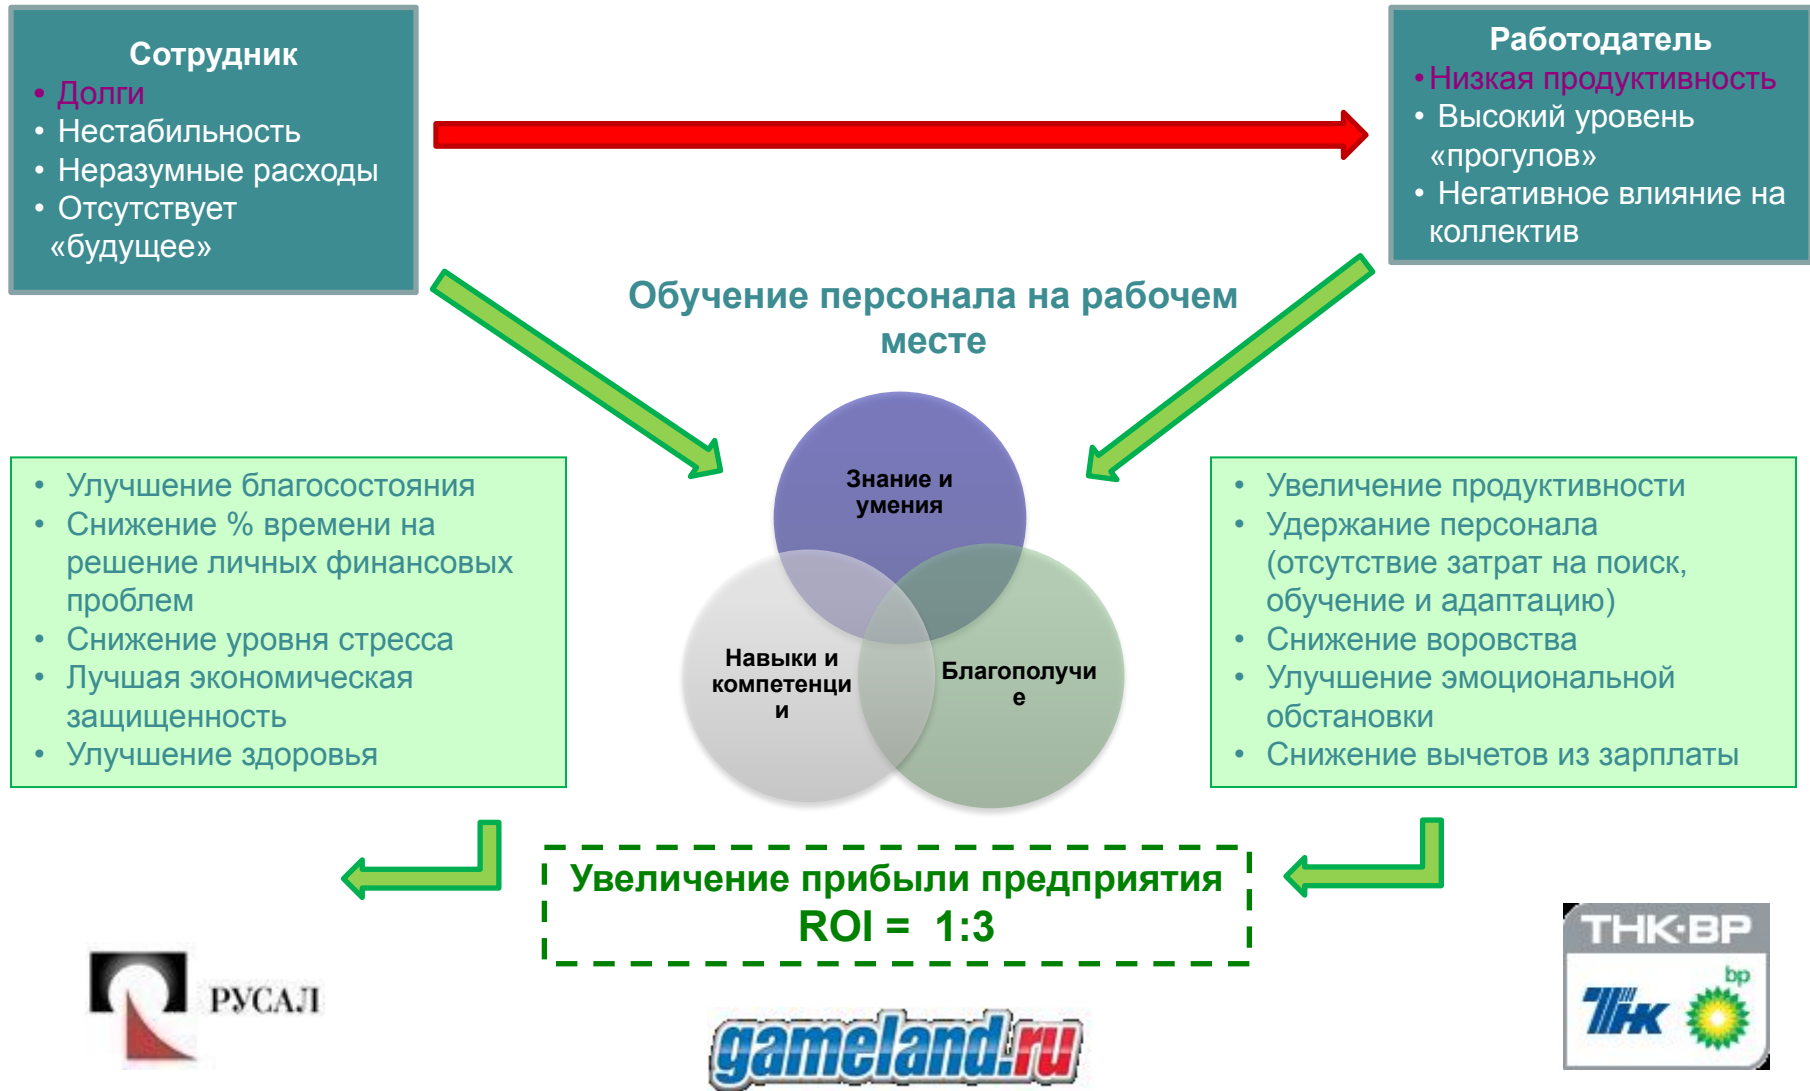 Сотрудник
• Долги
• Нестабильность
• Неразумные расходы
• Отсутствует
«будущее»
Работодатель
• Низкая продуктивность
• Высокий уровень
«прогулов»
• Негативное влияние на
коллектив
Обучение персонала на рабочем
месте
Знание и
умения
Навыки и
компетенци
и
Благополучи
е
• Улучшение благосостояния
• Снижение % времени на
решение личных финансовых
проблем
• Снижение уровня стресса
• Лучшая экономическая
защищенность
• Улучшение здоровья
• Увеличение продуктивности
• Удержание персонала
(отсутствие затрат на поиск,
обучение и адаптацию)
• Снижение воровства
• Улучшение эмоциональной
обстановки
• Снижение вычетов из зарплаты
Увеличение прибыли предприятия
ROI = 1:3
РУСАЛ
gameland.ru
ТНК·BP
ТНК
bp